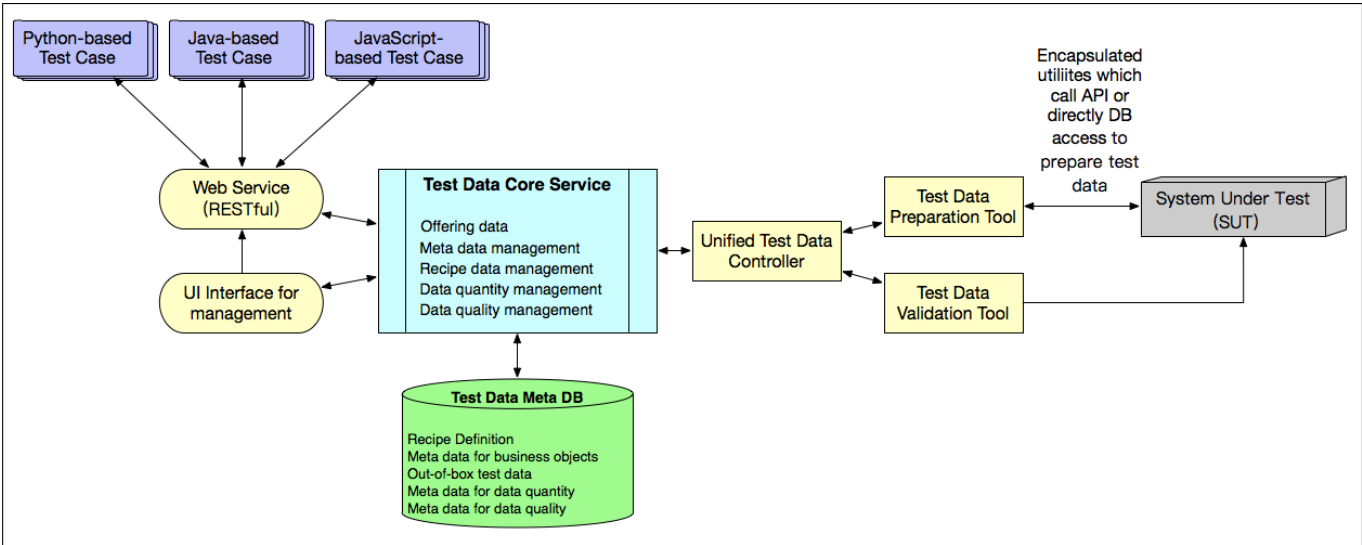 Python-based
Test Case
Java-based
Test Case
JavaScript-
based Test Case
Encapsulated
utiliites which
call API or
directly DB
access to
prepare test
data
Web Service
(RESTful)
UI Interface for
management
Test Data Core Service
Offering data
Meta data management
Recipe data management
Data quantity management
Data quality management
Unified Test Data
Controller
Test Data
Preparation Tool
Test Data
Validation Tool
System Under Test
(SUT)
Test Data Meta DB
Recipe Definition
Meta data for business objects
Out-of-box test data
Meta data for data quantity
Meta data for data quality